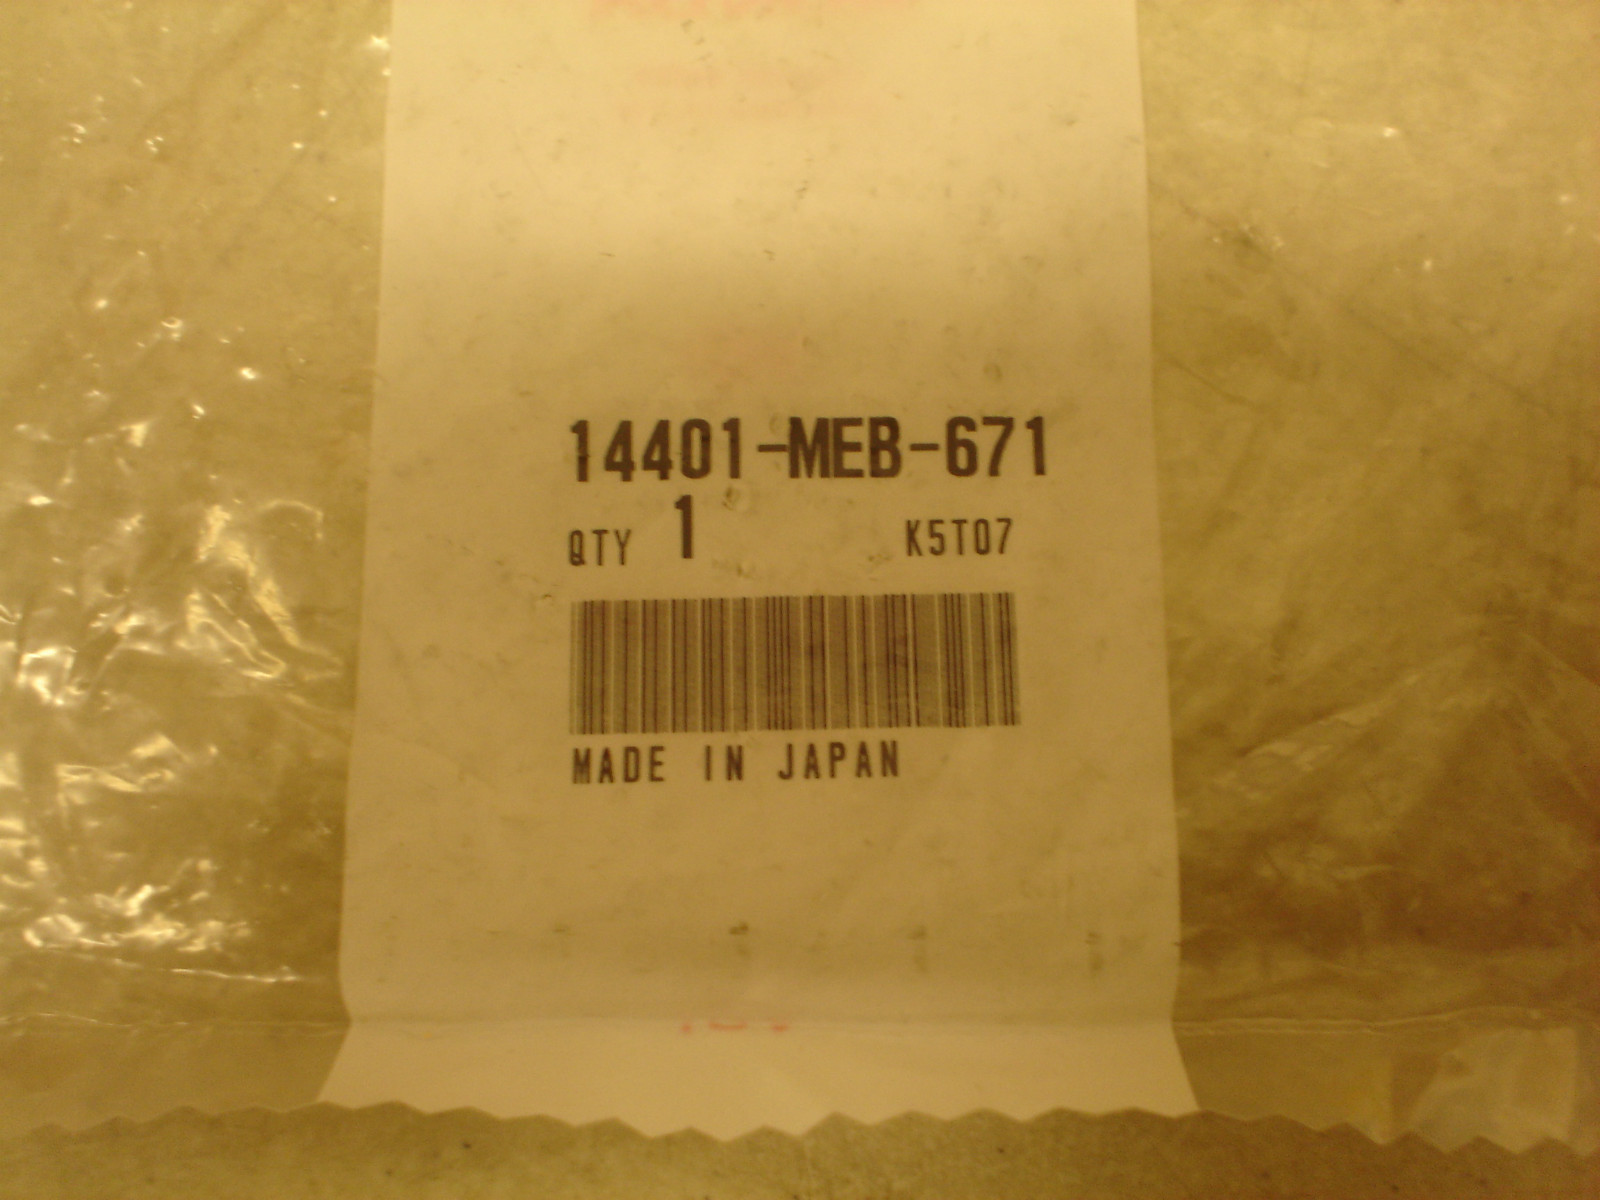 14401-MEB-671
QTY 1 K5T07
MADE IN JAPAN